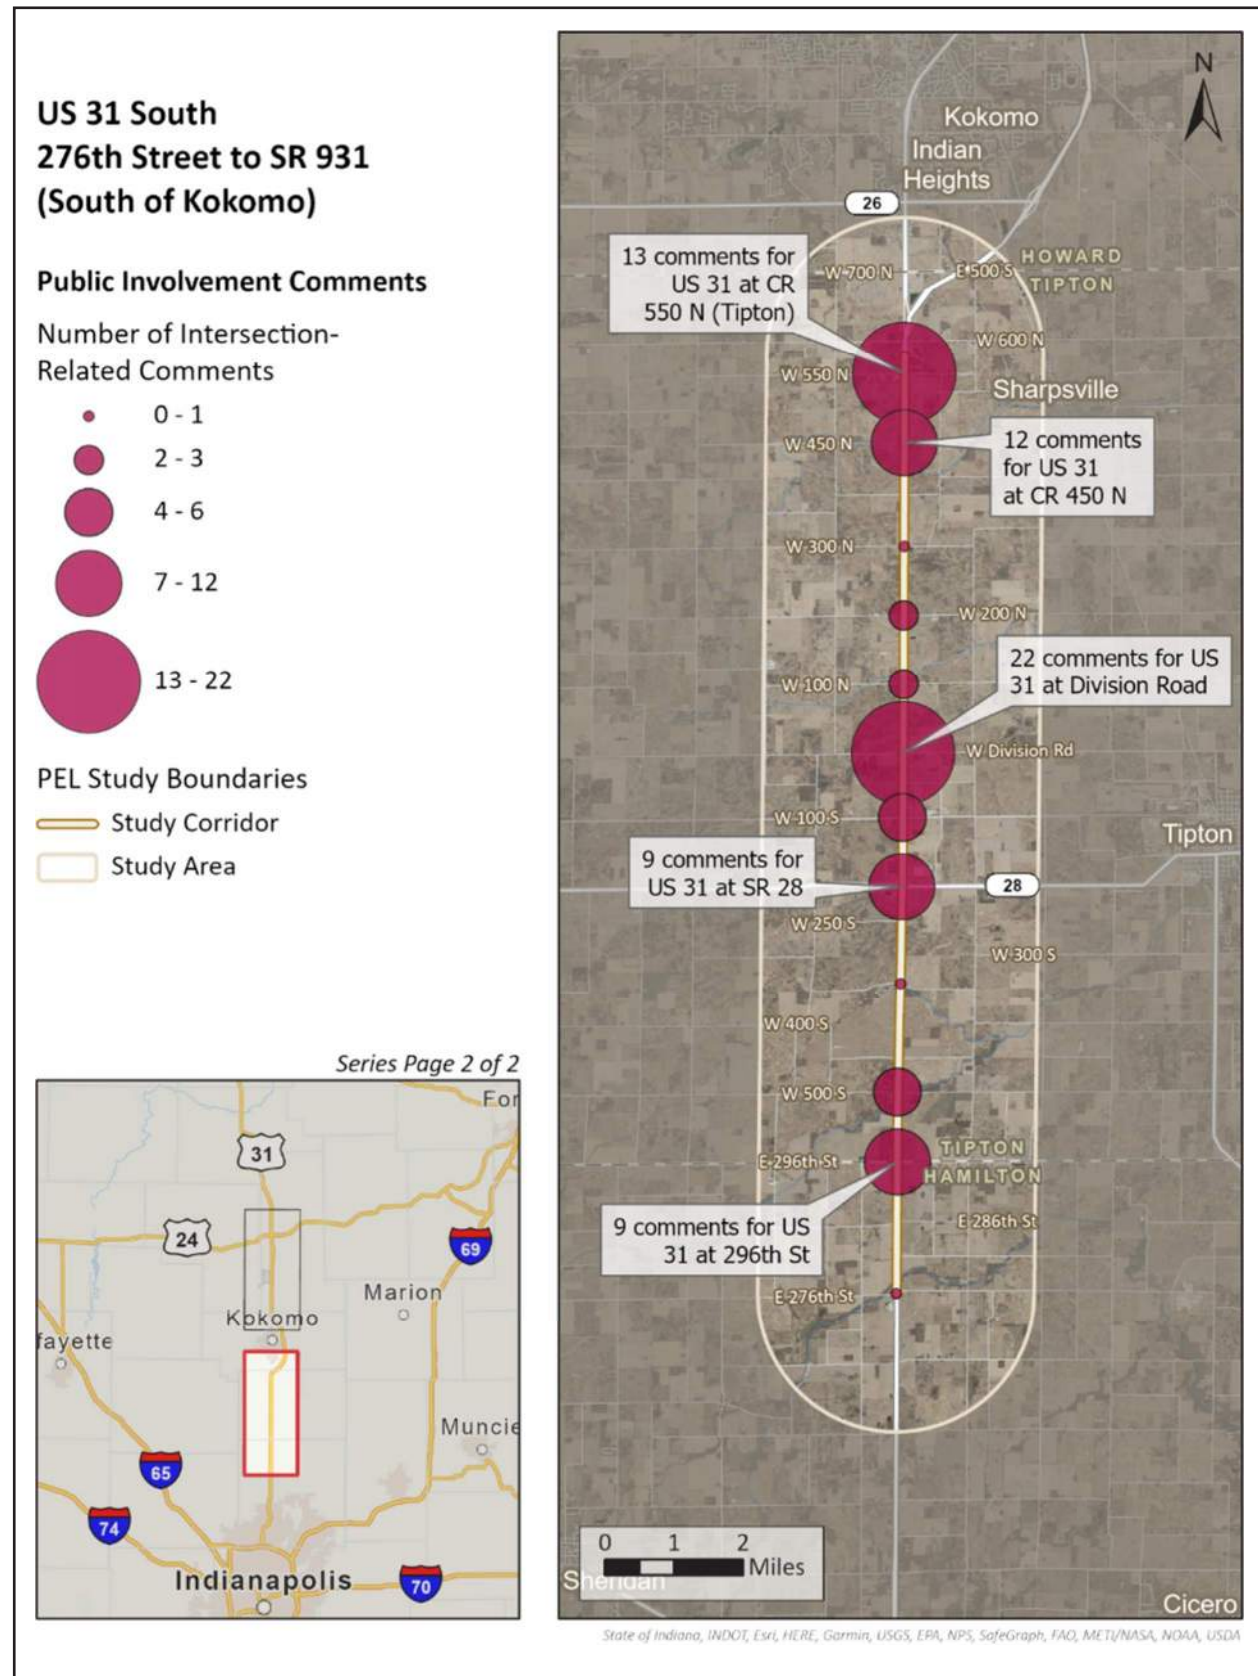 US 31 South
276th Street to SR 931
(South of Kokomo)
Public Involvement Comments
Number of Intersection-
Related Comments
0 - 1
2 - 3
4 - 6
7 - 12
13 - 22
PEL Study Boundaries
Study Corridor
Study Area
Series Page 2 of 2
For
31
24
69
Marion
Kokomo
fayette
Muncie
65
74
Indianapolis
70
N
Kokomo
Indian
Heights
26
13 comments for
US 31 at CR
550 N (Tipton)
HOWARD
W 700 N
E 500 S
TIPTON
W 600 N
W 550 N
Sharpsville
W 450 N
12 comments
for US 31
at CR 450 N
W 300 N
W 200 N
22 comments for US
31 at Division Road
W 100 N
W Division Rd
W 100 S
Tipton
9 comments for
US 31 at SR 28
28
W 250 S
W 300 S
W 400 S
W 500 S
TIPTON
E 296th St
HAMILTON
9 comments for US
31 at 296th St
E 286th St
E 276th St
0 1 2
Miles
Sheridan
Cicero
State of Indiana, INDOT, Esri, HERE, Garmin, USGS, EPA, NPS, SafeGraph, FAO, METI/NASA, NOAA, USDA